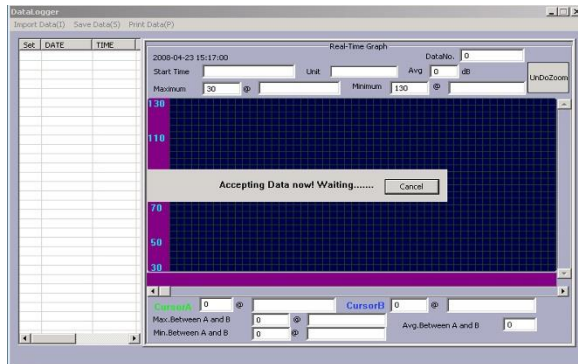 DataLogger
Import Data(I) Save Data(S) Print Data(P)
Set DATE TIME
Real-Time Graph
2008-04-23 15:17:00 DataNo. 0
Start Time Unit Avg 0 dB
UnDoZoom
Maximum 30 @ Minimum 130 @
130
110
Accepting Data now! Waiting....... Cancel
70
50
30
CursorA 0 @ CursorB 0 @
Max.Between A and B 0 @
Avg.Between A and B 0
Min.Between A and B 0 @